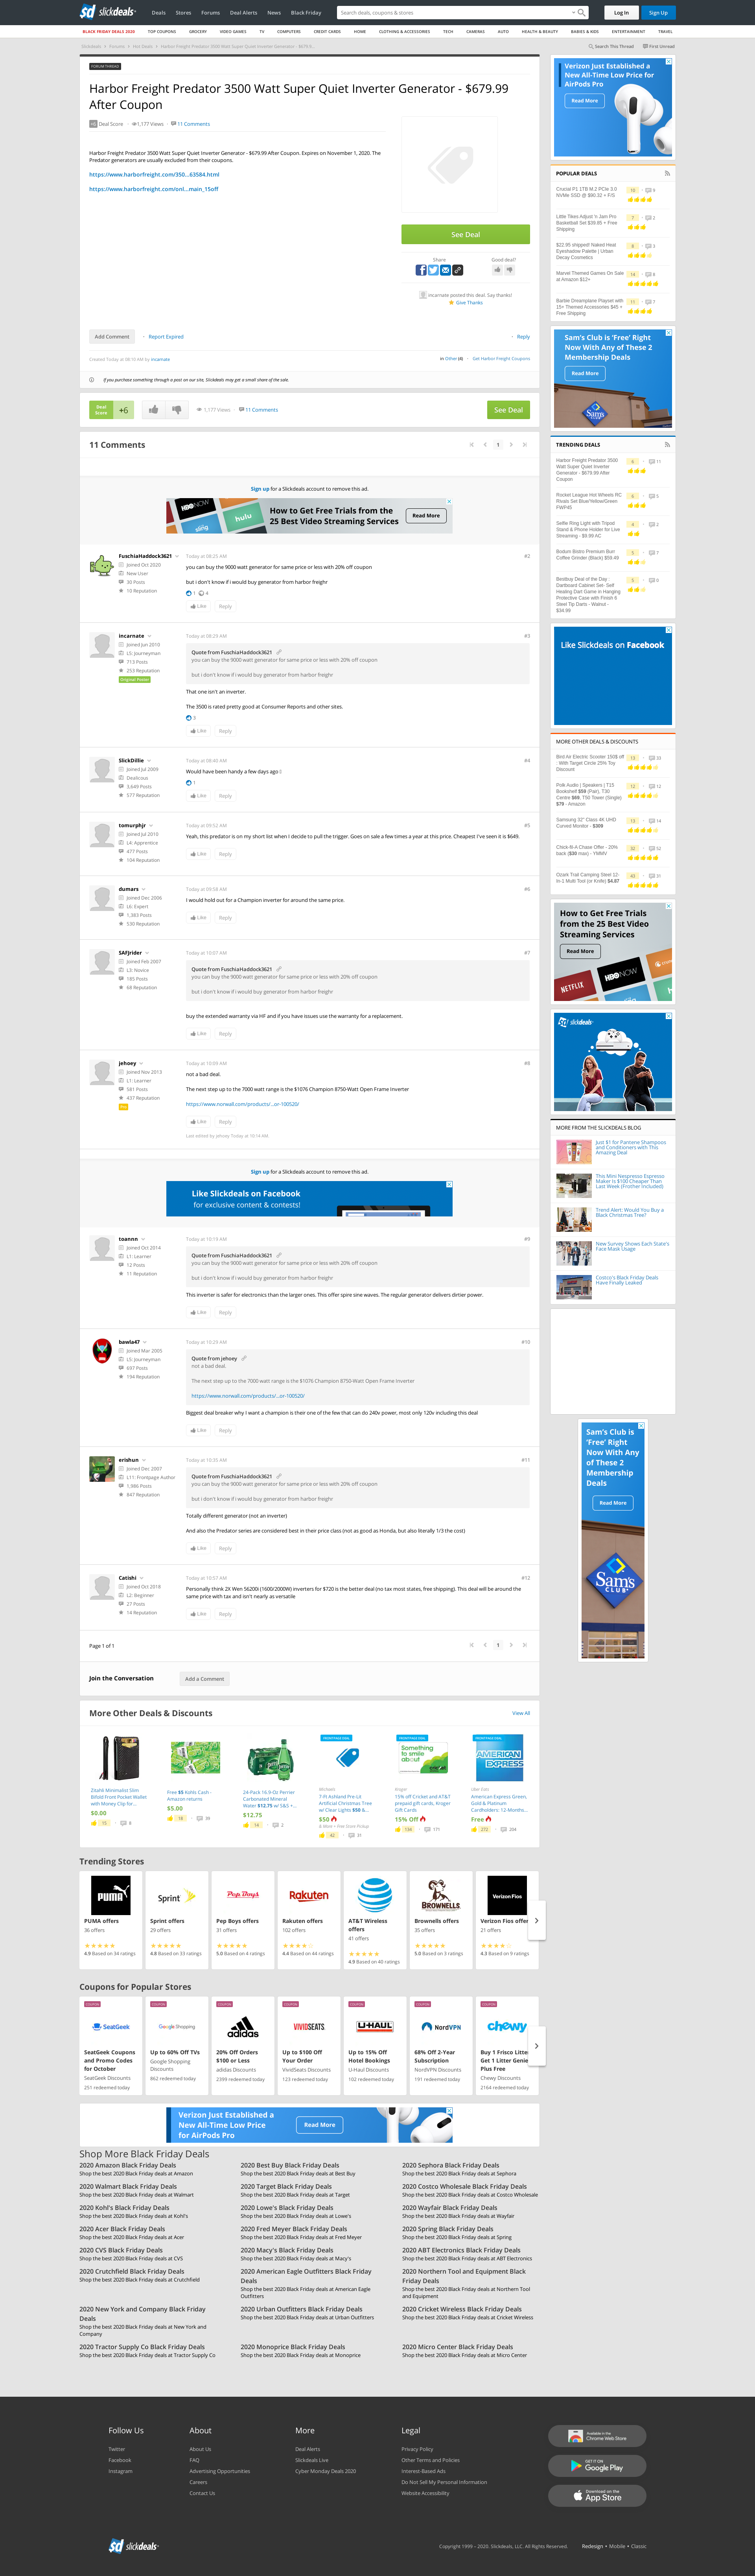 slickdeals
Deals Stores Forums Deal Alerts News Black Friday
Search deals, coupons & stores
Log In Sign Up
BLACK FRIDAY DEALS 2020 TOP COUPONS GROCERY VIDEO GAMES TV COMPUTERS CREDIT CARDS HOME CLOTHING & ACCESSORIES TECH CAMERAS AUTO HEALTH & BEAUTY BABIES & KIDS ENTERTAINMENT TRAVEL
Slickdeals Forums Hot Deals Harbor Freight Predator 3500 Watt Super Quiet Inverter Generator - $679.9...
Search This Thread First Unread
FORUM THREAD
Harbor Freight Predator 3500 Watt Super Quiet Inverter Generator - $679.99
After Coupon
+6 Deal Score 1,177 Views 11 Comments
Harbor Freight Predator 3500 Watt Super Quiet Inverter Generator - $679.99 After Coupon. Expires on November 1, 2020. The
Predator generators are usually excluded from their coupons.
https://www.harborfreight.com/350...63584.html
https://www.harborfreight.com/onl...main_15off
See Deal
Share Good deal?
incarnate posted this deal. Say thanks!
Give Thanks
Add Comment Report Expired Reply
Created Today at 08:10 AM by incarnate
in Other (4) Get Harbor Freight Coupons
If you purchase something through a post on our site, Slickdeals may get a small share of the sale.
Deal
Score +6 1,177 Views 11 Comments See Deal
11 Comments
1
Sign up for a Slickdeals account to remove this ad.
hulu HBO NOW
How to Get Free Trials from the
25 Best Video Streaming Services
Read More
FuschiaHaddock3621 Today at 08:25 AM #2
Joined Oct 2020
New User
30 Posts
10 Reputation
you can buy the 9000 watt generator for same price or less with 20% off coupon
but i don't know if i would buy generator from harbor freighr
1 4
Like Reply
incarnate Today at 08:29 AM #3
Joined Jun 2010
L5: Journeyman
713 Posts
253 Reputation
Original Poster
Quote from FuschiaHaddock3621
you can buy the 9000 watt generator for same price or less with 20% off coupon
but i don't know if i would buy generator from harbor freighr
That one isn't an inverter.
The 3500 is rated pretty good at Consumer Reports and other sites.
3
Like Reply
SlickDillie Today at 08:40 AM #4
Joined Jul 2009
Dealicous
3,649 Posts
577 Reputation
Would have been handy a few days ago :(
1
Like Reply
tomurphjr Today at 09:52 AM #5
Joined Jul 2010
L4: Apprentice
477 Posts
104 Reputation
Yeah, this predator is on my short list when I decide to pull the trigger. Goes on sale a few times a year at this price. Cheapest I've seen it is $649.
Like Reply
dumars Today at 09:58 AM #6
Joined Dec 2006
L6: Expert
1,383 Posts
530 Reputation
I would hold out for a Champion inverter for around the same price.
Like Reply
SAFJrider Today at 10:07 AM #7
Joined Feb 2007
L3: Novice
185 Posts
68 Reputation
Quote from FuschiaHaddock3621
you can buy the 9000 watt generator for same price or less with 20% off coupon
but i don't know if i would buy generator from harbor freighr
buy the extended warranty via HF and if you have issues use the warranty for a replacement.
Like Reply
jehoey Today at 10:09 AM #8
Joined Nov 2013
L1: Learner
581 Posts
437 Reputation
Pro
not a bad deal.
The next step up to the 7000 watt range is the $1076 Champion 8750-Watt Open Frame Inverter
https://www.norwall.com/products/...or-100520/
Like Reply
Last edited by jehoey Today at 10:14 AM
Sign up for a Slickdeals account to remove this ad.
Like Slickdeals on Facebook
for exclusive content & contests!
toannn Today at 10:19 AM #9
Joined Oct 2014
L1: Learner
12 Posts
11 Reputation
Quote from FuschiaHaddock3621
you can buy the 9000 watt generator for same price or less with 20% off coupon
but i don't know if i would buy generator from harbor freighr
This inverter is safer for electronics than the larger ones. This offer spire sine waves. The regular generator delivers dirtier power.
Like Reply
bawla47 Today at 10:29 AM #10
Joined Mar 2005
L5: Journeyman
697 Posts
194 Reputation
Quote from jehoey
not a bad deal.
The next step up to the 7000 watt range is the $1076 Champion 8750-Watt Open Frame Inverter
https://www.norwall.com/products/...or-100520/
Biggest deal breaker why I want a champion is their one of the few that can do 240v power, most only 120v including this deal
Like Reply
erishun Today at 10:35 AM #11
Joined Dec 2007
L11: Frontpage Author
1,986 Posts
847 Reputation
Quote from FuschiaHaddock3621
you can buy the 9000 watt generator for same price or less with 20% off coupon
but i don't know if i would buy generator from harbor freighr
Totally different generator (not an inverter)
And also the Predator series are considered best in their price class (not as good as Honda, but also literally 1/3 the cost)
Like Reply
Catishi Today at 10:57 AM #12
Joined Oct 2018
L2: Beginner
27 Posts
14 Reputation
Personally think 2X Wen 56200i (1600/2000W) inverters for $720 is the better deal (no tax most states, free shipping). This deal will be around the
same price with tax and isn't nearly as versatile
Like Reply
Page 1 of 1
1
Join the Conversation Add a Comment
More Other Deals & Discounts View All
Zitahli Minimalist Slim
Bifold Front Pocket Wallet
with Money Clip for...
$0.00
15 8
Free $5 Kohls Cash -
Amazon returns
$5.00
16 30
24-Pack 16.9-Oz Perrier
Carbonated Mineral
Water $12.75 w/ S&S +...
$12.75
14 2
FRONTPAGE DEAL
Michaels
7 Ft Ashland Pre-Lit
Artificial Christmas Tree
w/ Clear Lights $50 &...
$50
& More + Free Store Pickup
42 31
FRONTPAGE DEAL
Something to smile about
Kroger
15% off Cricket and AT&T
prepaid gift cards, Kroger
Gift Cards
15% Off
134 171
FRONTPAGE DEAL
AMERICAN EXPRESS
Uber Eats
American Express Green,
Gold & Platinum
Cardholders: 12-Months...
Free
272 204
Trending Stores
PUMA
PUMA offers
36 offers
4.9 Based on 34 ratings
Sprint
Sprint offers
29 offers
4.8 Based on 33 ratings
Pep Boys
Pep Boys offers
31 offers
5.0 Based on 4 ratings
Rakuten
Rakuten offers
102 offers
4.4 Based on 44 ratings
AT&T Wireless
offers
41 offers
4.9 Based on 40 ratings
BROWNELLS
Brownells offers
35 offers
5.0 Based on 3 ratings
Verizon Fios
Verizon Fios offers
21 offers
4.3 Based on 9 ratings
Coupons for Popular Stores
COUPON
SeatGeek
SeatGeek Coupons
and Promo Codes
for October
SeatGeek Discounts
251 redeemed today
COUPON
Google Shopping
Up to 60% Off TVs
Google Shopping
Discounts
862 redeemed today
COUPON
adidas
20% Off Orders
$100 or Less
adidas Discounts
2399 redeemed today
COUPON
VIVIDSEATS
Up to $100 Off
Your Order
VividSeats Discounts
123 redeemed today
COUPON
U-HAUL
Up to 15% Off
Hotel Bookings
U-Haul Discounts
102 redeemed today
COUPON
NordVPN
68% Off 2-Year
Subscription
NordVPN Discounts
191 redeemed today
COUPON
chewy
Buy 1 Frisco Litter,
Get 1 Litter Genie
Plus Free
Chewy Discounts
2164 redeemed today
Verizon Just Established a
New All-Time Low Price
for AirPods Pro
Read More
Shop More Black Friday Deals
2020 Amazon Black Friday Deals
Shop the best 2020 Black Friday deals at Amazon
2020 Best Buy Black Friday Deals
Shop the best 2020 Black Friday deals at Best Buy
2020 Sephora Black Friday Deals
Shop the best 2020 Black Friday deals at Sephora
2020 Walmart Black Friday Deals
Shop the best 2020 Black Friday deals at Walmart
2020 Target Black Friday Deals
Shop the best 2020 Black Friday deals at Target
2020 Costco Wholesale Black Friday Deals
Shop the best 2020 Black Friday deals at Costco Wholesale
2020 Kohl's Black Friday Deals
Shop the best 2020 Black Friday deals at Kohl's
2020 Lowe's Black Friday Deals
Shop the best 2020 Black Friday deals at Lowe's
2020 Wayfair Black Friday Deals
Shop the best 2020 Black Friday deals at Wayfair
2020 Acer Black Friday Deals
Shop the best 2020 Black Friday deals at Acer
2020 Fred Meyer Black Friday Deals
Shop the best 2020 Black Friday deals at Fred Meyer
2020 Spring Black Friday Deals
Shop the best 2020 Black Friday deals at Spring
2020 CVS Black Friday Deals
Shop the best 2020 Black Friday deals at CVS
2020 Macy's Black Friday Deals
Shop the best 2020 Black Friday deals at Macy's
2020 ABT Electronics Black Friday Deals
Shop the best 2020 Black Friday deals at ABT Electronics
2020 Crutchfield Black Friday Deals
Shop the best 2020 Black Friday deals at Crutchfield
2020 American Eagle Outfitters Black Friday
Deals
Shop the best 2020 Black Friday deals at American Eagle
Outfitters
2020 Northern Tool and Equipment Black
Friday Deals
Shop the best 2020 Black Friday deals at Northern Tool
and Equipment
2020 New York and Company Black Friday
Deals
Shop the best 2020 Black Friday deals at New York and
Company
2020 Urban Outfitters Black Friday Deals
Shop the best 2020 Black Friday deals at Urban Outfitters
2020 Cricket Wireless Black Friday Deals
Shop the best 2020 Black Friday deals at Cricket Wireless
2020 Tractor Supply Co Black Friday Deals
Shop the best 2020 Black Friday deals at Tractor Supply Co
2020 Monoprice Black Friday Deals
Shop the best 2020 Black Friday deals at Monoprice
2020 Micro Center Black Friday Deals
Shop the best 2020 Black Friday deals at Micro Center
Verizon Just Established a
New All-Time Low Price for
AirPods Pro
Read More
POPULAR DEALS
Crucial P1 1TB M.2 PCIe 3.0
NVMe SSD @ $80.32 + F/S
10 9
Little Tikes Adjust 'n Jam Pro
Basketball Set $39.85 + Free
Shipping
7 2
$22.95 shipped! Naked Heat
Eyeshadow Palette | Urban
Decay Cosmetics
8 3
Marvel Themed Games On Sale
at Amazon $12+
14 8
Barbie Dreamplane Playset with
15+ Themed Accessories $45 +
Free Shipping
11 7
Sam's Club is 'Free' Right
Now With Any of These 2
Membership Deals
Read More
Sam's
TRENDING DEALS
Harbor Freight Predator 3500
Watt Super Quiet Inverter
Generator - $679.99 After
Coupon
6 11
Rocket League Hot Wheels RC
Rivals Set Blue/Yellow/Green
FWF45
6 5
Selfie Ring Light with Tripod
Stand & Phone Holder for Live
Streaming - $9.99 AC
4 2
Bodum Bistro Premium Burr
Coffee Grinder (Black) $59.49
5 7
Bestbuy Deal of the Day :
Dartboard Cabinet Set- Self
Healing Dart Game in Hanging
Protective Case with Finish 6
Steel Tip Darts - Walnut -
$34.99
5 0
Like Slickdeals on Facebook
MORE OTHER DEALS & DISCOUNTS
Bird Air Electric Scooter 150$ off
- With Target Circle 25% Toy
Discount
13 20
Polk Audio | Speakers | T15
Bookshelf $59 (Pair), T30
Centre $69, T50 Tower (Single)
$79 - Amazon
12 12
Samsung 32" Class 4K UHD
Curved Monitor - $309
13 14
Chick-fil-A Chase Offer - 20%
back ($30 max) - YMMV
32 52
Ozark Trail Camping Steel 12-
in-1 Multi Tool (or Knife) $4.97
43 31
How to Get Free Trials
from the 25 Best Video
Streaming Services
Read More
NETFLIX HBO NOW hulu
slickdeals
MORE FROM THE SLICKDEALS BLOG
Just $1 for Pantene Shampoos
and Conditioners with This
Amazing Deal
This Mini Nespresso Espresso
Maker Is $100 Cheaper Than
Last Week (Frother Included)
Trend Alert: Would You Buy a
Black Christmas Tree?
New Survey Shows Each State's
Face Mask Usage
Costco's Black Friday Deals
Have Finally Leaked
Sam's Club is
'Free' Right
Now With Any
of These 2
Membership
Deals
Read More
Sam's
CLUB
Follow Us About More Legal
Twitter
Facebook
Instagram
About Us
FAQ
Advertising Opportunities
Careers
Contact Us
Deal Alerts
Slickdeals Live
Cyber Monday Deals 2020
Privacy Policy
Other Terms and Policies
Interest-Based Ads
Do Not Sell My Personal Information
Website Accessibility
Available in the
Chrome Web Store
GET IT ON
Google Play
Download on the
App Store
slickdeals
Copyright 1999 – 2020. Slickdeals, LLC. All Rights Reserved. Redesign • Mobile • Classic